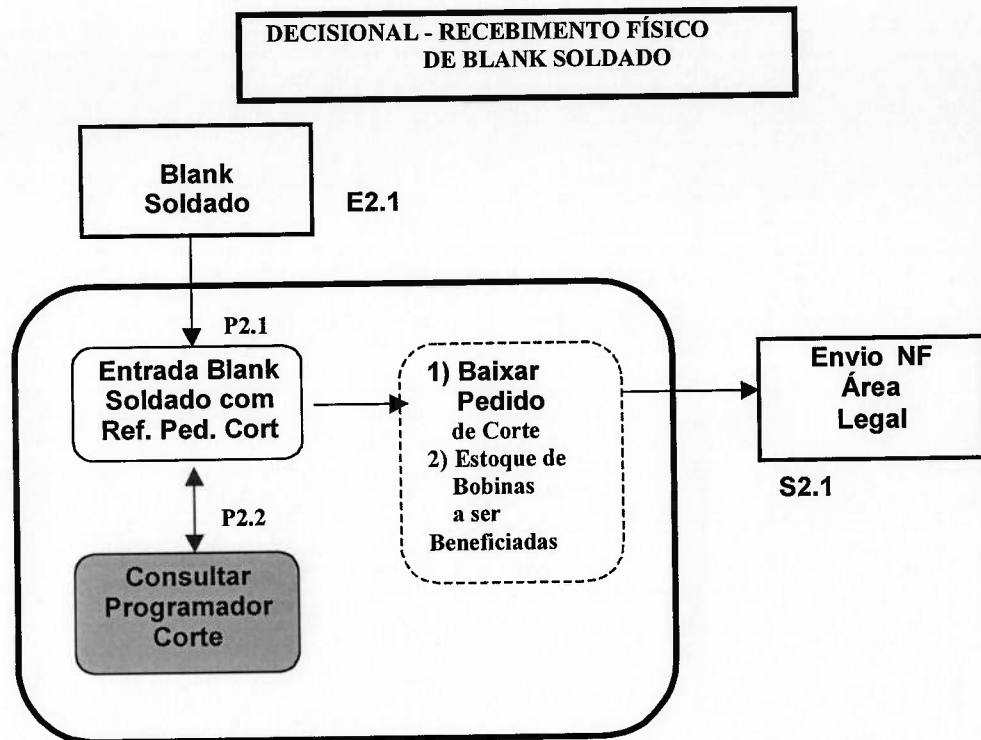 DECISIONAL - RECEBIMENTO FÍSICO
DE BLANK SOLDADO
Blank
Soldado
E2.1
P2.1
Entrada Blank
Soldado com
Ref. Ped. Cort
1) Baixar
Pedido
de Corte
2) Estoque de
Bobinas
a ser
Beneficiadas
Envio NF
Área
Legal
S2.1
P2.2
Consultar
Programador
Corte